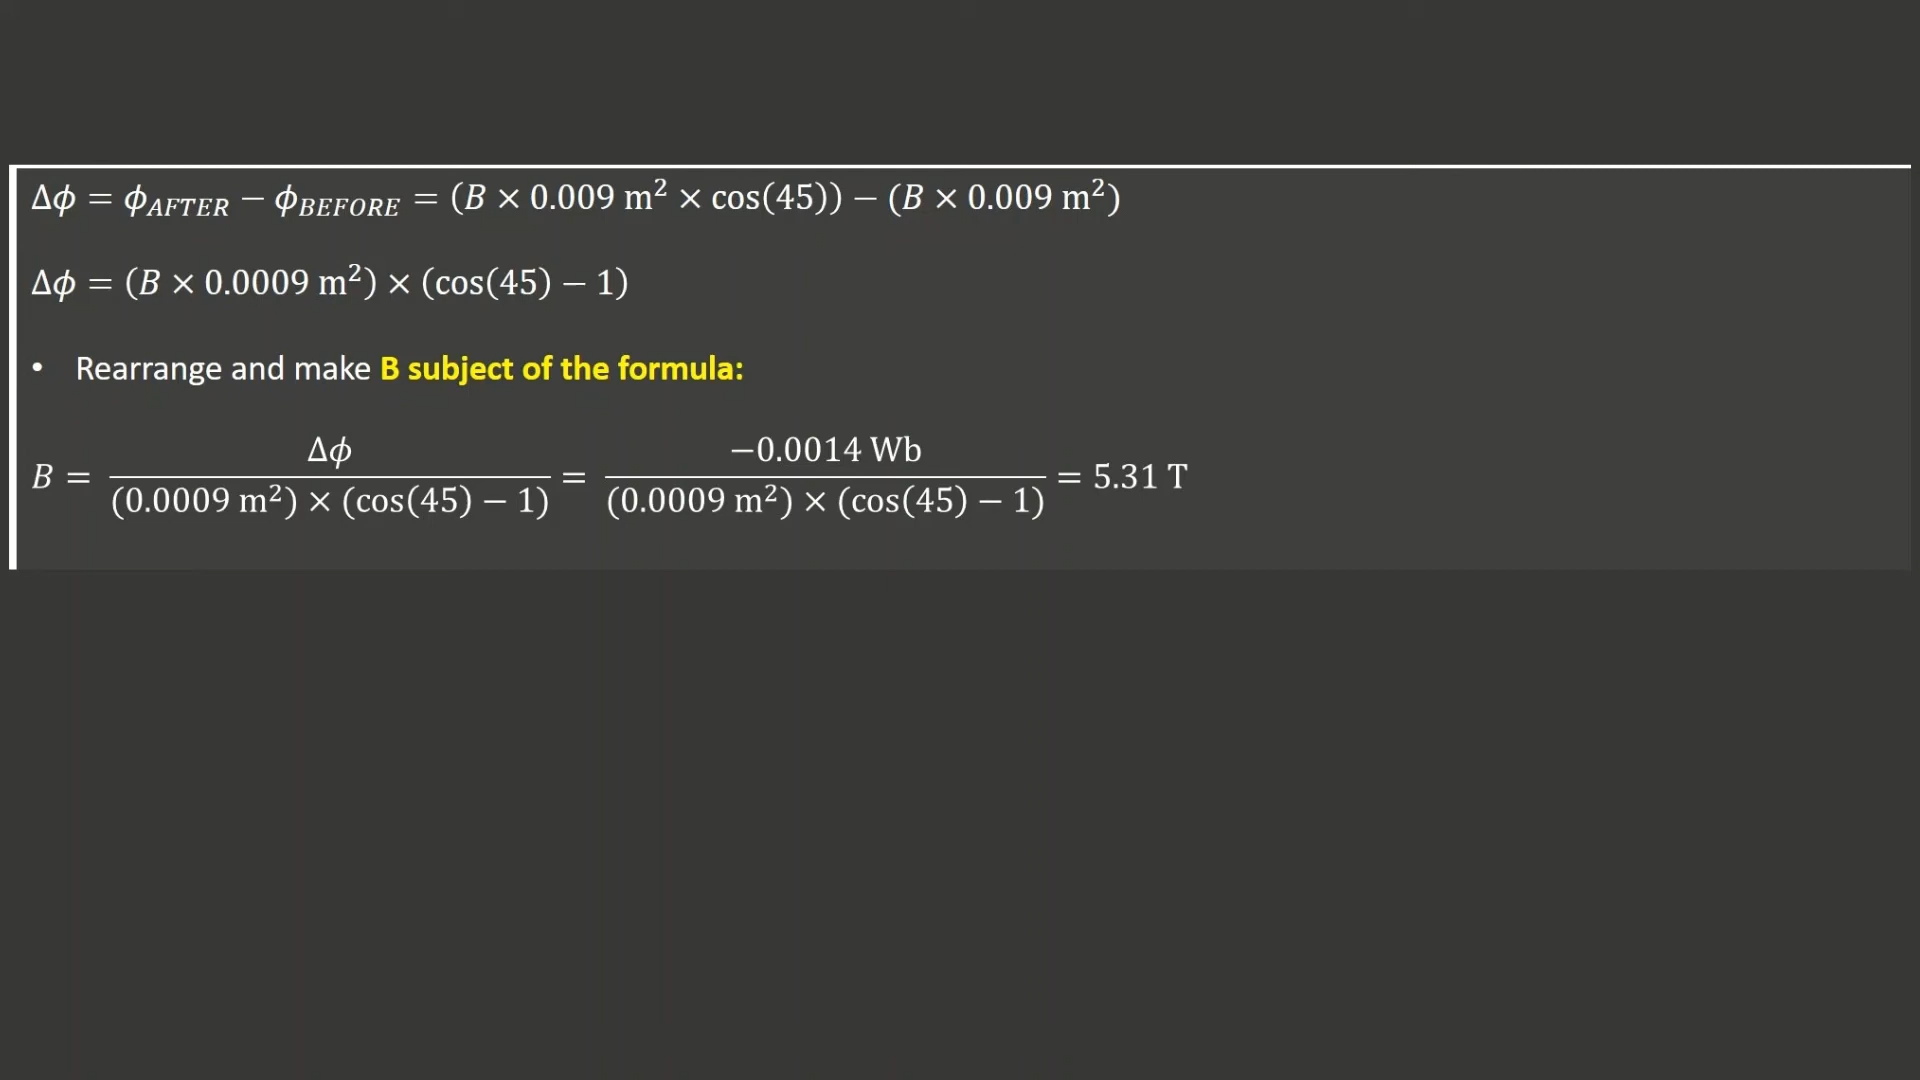 Δϕ = ϕAFTER − ϕBEFORE = (B × 0.009 m² × cos(45)) − (B × 0.009 m²)
Δϕ = (B × 0.0009 m²) × (cos(45) − 1)
• Rearrange and make B subject of the formula:
B = Δϕ / (0.0009 m²) × (cos(45) − 1) = −0.0014 Wb / (0.0009 m²) × (cos(45) − 1) = 5.31 T